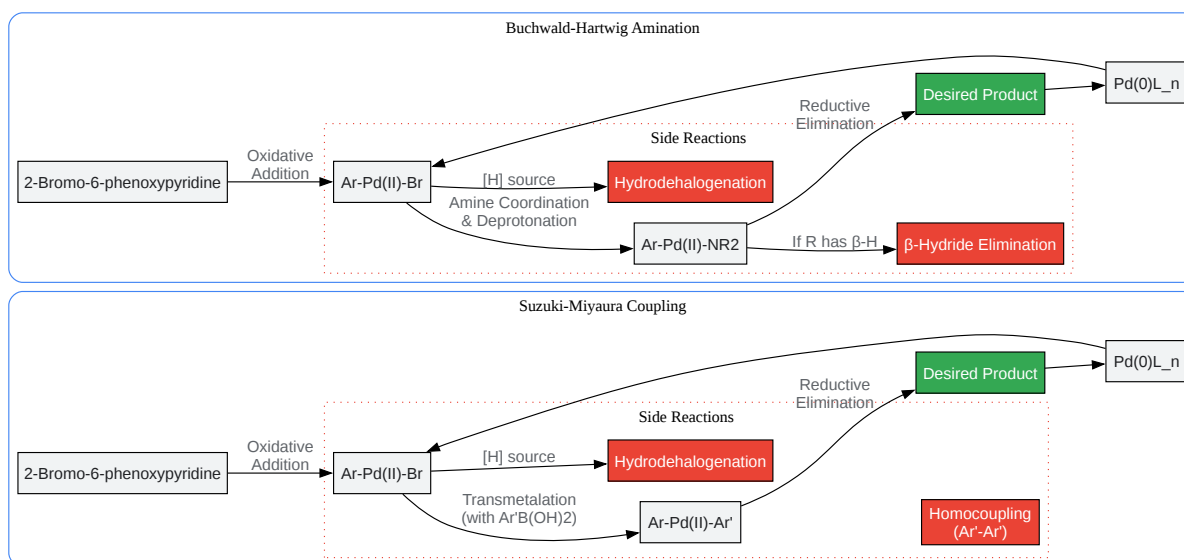 Buchwald-Hartwig Amination
Pd(0)L_n
Desired Product
Reductive
Elimination
Side Reactions
2-Bromo-6-phenoxypyridine
Oxidative
Addition
Ar-Pd(II)-Br
[H] source
Hydrodehalogenation
Amine Coordination
& Deprotonation
Ar-Pd(II)-NR2
If R has β-H
β-Hydride Elimination
Suzuki-Miyaura Coupling
Pd(0)L_n
Desired Product
Reductive
Elimination
Side Reactions
2-Bromo-6-phenoxypyridine
Oxidative
Addition
Ar-Pd(II)-Br
[H] source
Hydrodehalogenation
Transmetalation
(with Ar'B(OH)2)
Ar-Pd(II)-Ar'
Homocoupling
(Ar'-Ar')